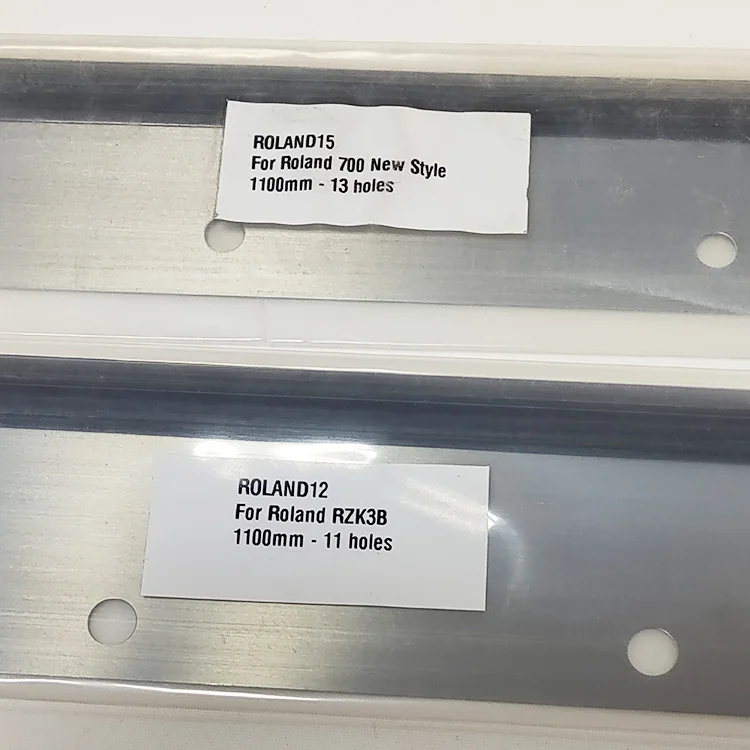 ROLAND15
For Roland 700 New Style
1100mm - 13 holes
ROLAND12
For Roland RZK3B
1100mm - 11 holes